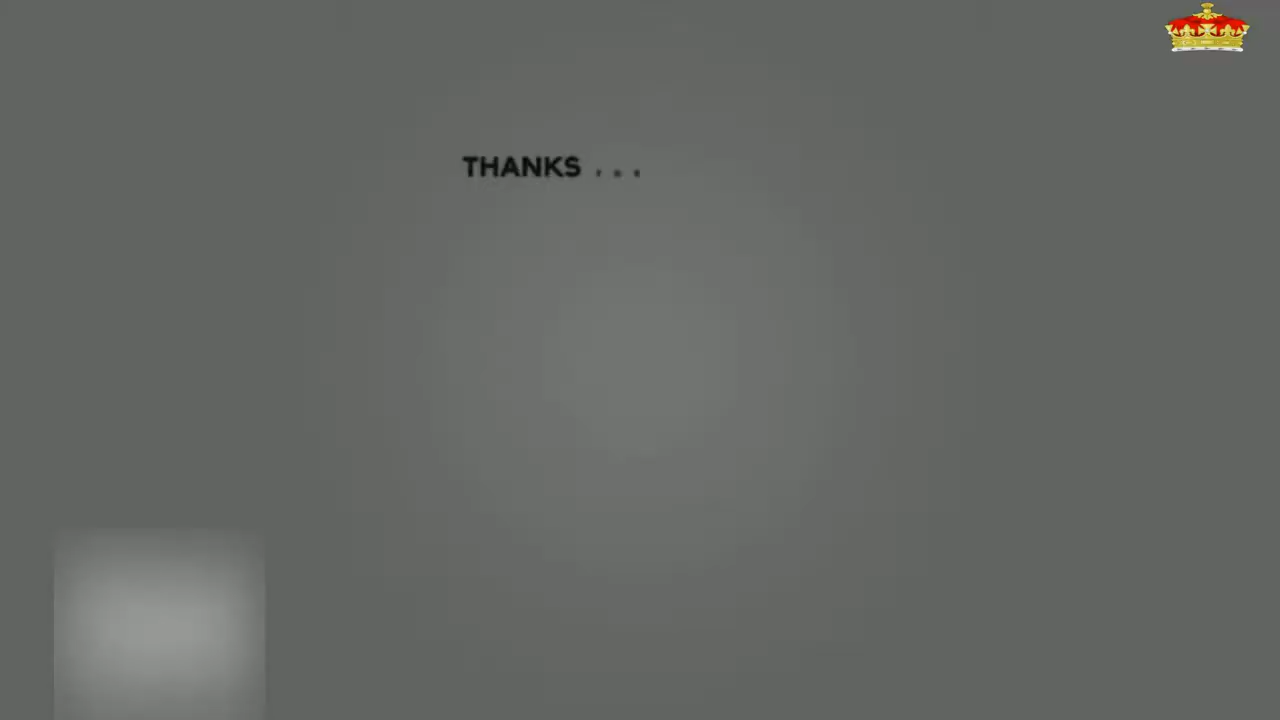 THANKS . . .